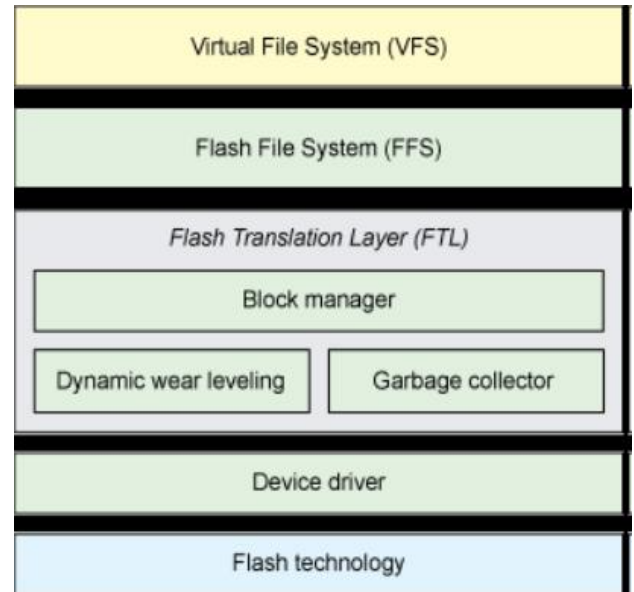 Virtual File System (VFS)
Flash File System (FFS)
Flash Translation Layer (FTL)
Block manager
Dynamic wear leveling
Garbage collector
Device driver
Flash technology